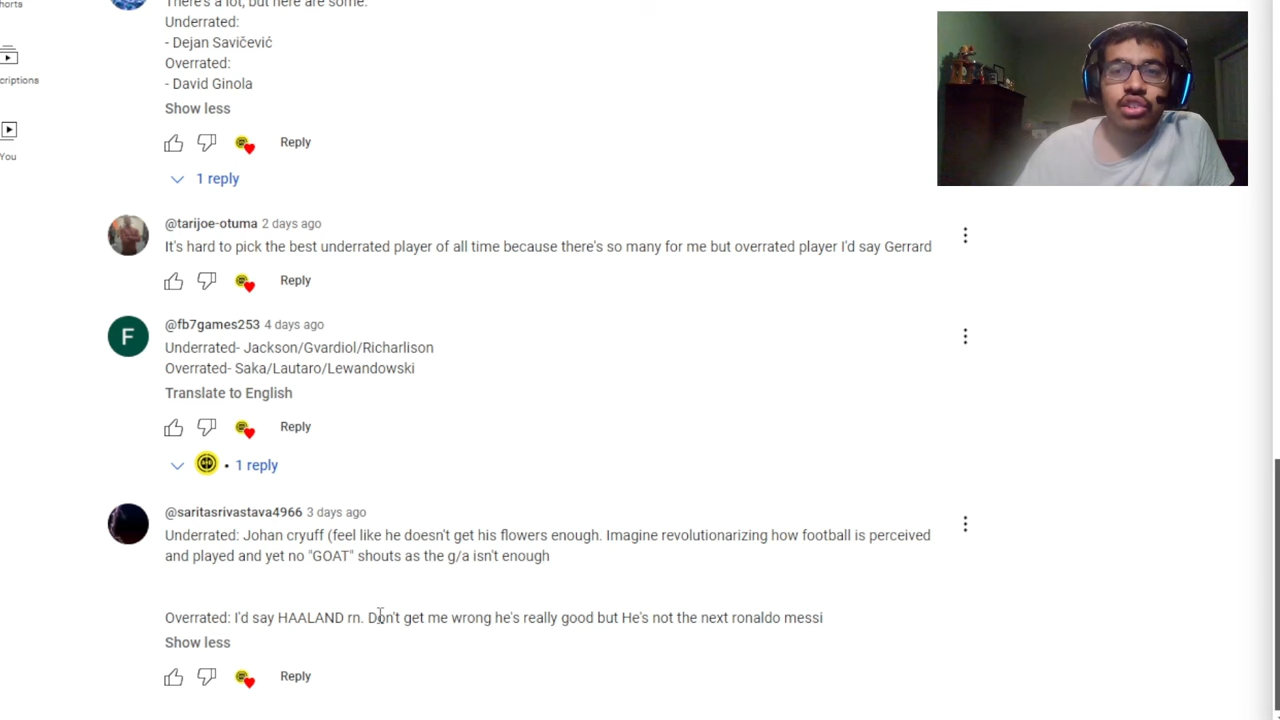 horts
There's a lot, but here are some:
Underrated:
- Dejan Savičević
criptions
Overrated:
- David Ginola
Show less
You
Reply
1 reply
@tarijoe-otuma 2 days ago
It's hard to pick the best underrated player of all time because there's so many for me but overrated player I'd say Gerrard
Reply
@fb7games253 4 days ago
F
Underrated- Jackson/Gvardiol/Richarlison
Overrated- Saka/Lautaro/Lewandowski
Translate to English
Reply
• 1 reply
@saritasrivastava4966 3 days ago
Underrated: Johan cryuff (feel like he doesn't get his flowers enough. Imagine revolutionarizing how football is perceived
and played and yet no "GOAT" shouts as the g/a isn't enough
Overrated: I'd say HAALAND rn. Don't get me wrong he's really good but He's not the next ronaldo messi
Show less
Reply